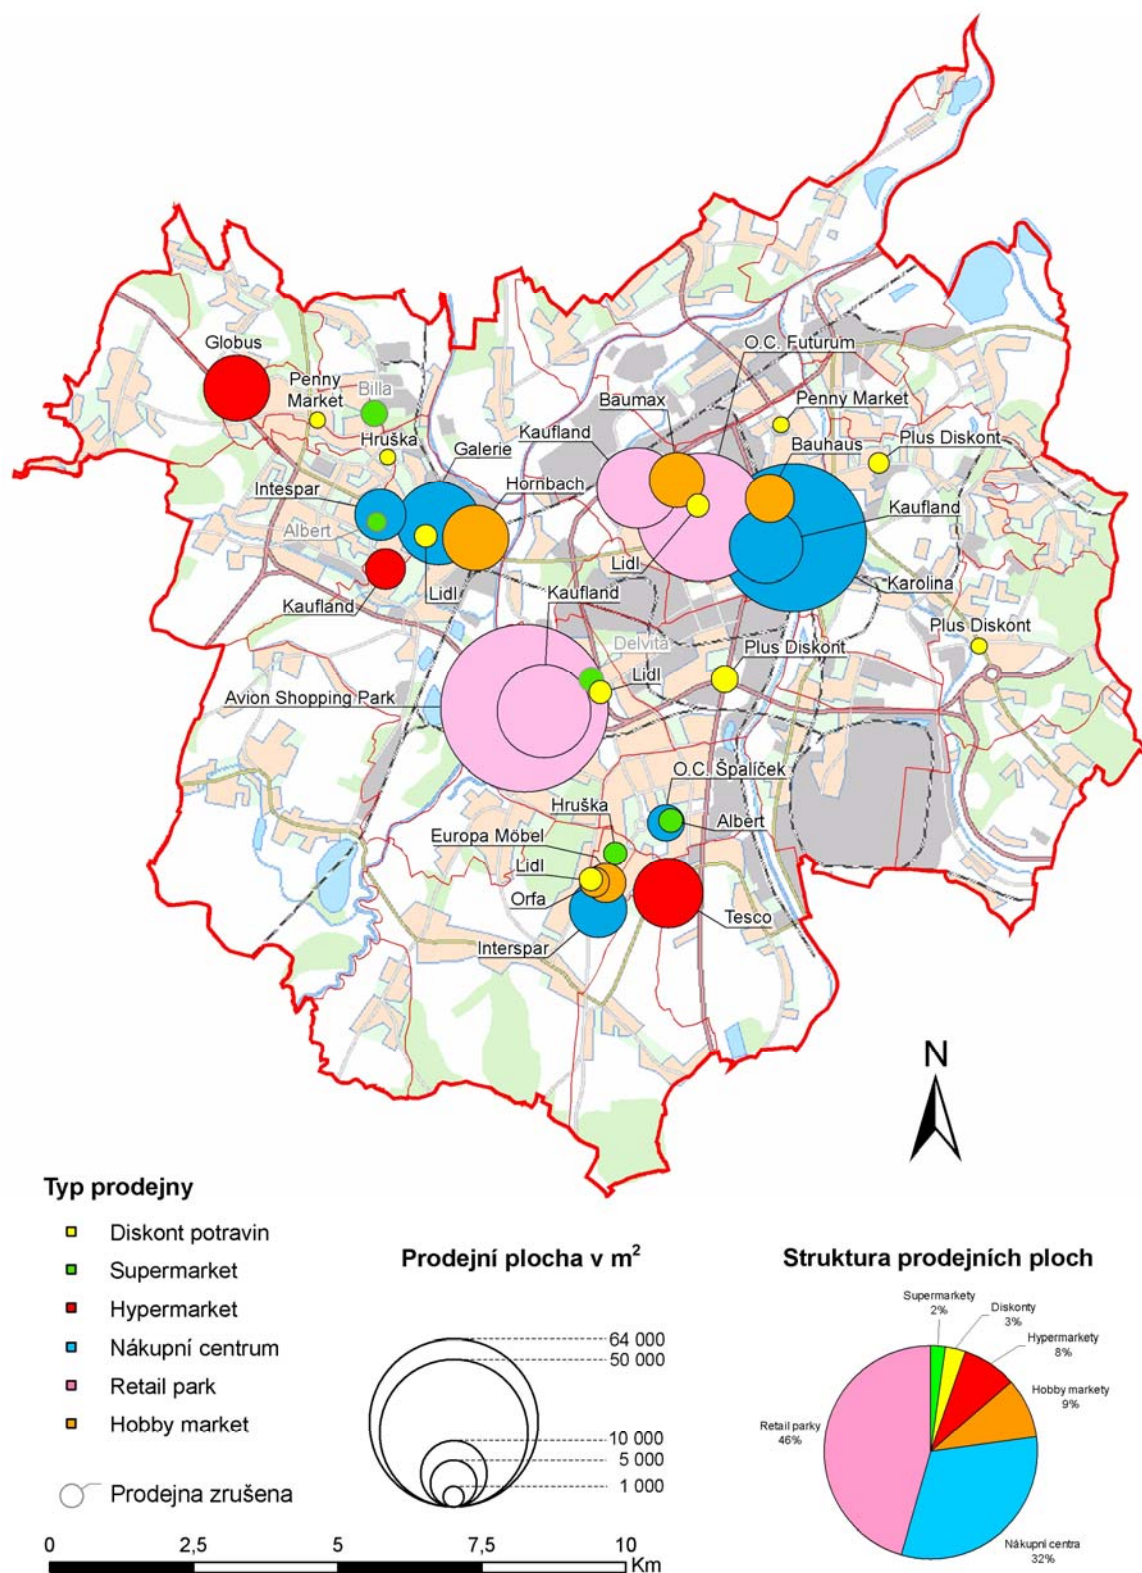 Globus
Penny
Market
Billa
Hruška
Galerie
Intespar
Hornbach
Albert
Kaufland
Lidl
O.C. Futurum
Baumax
Penny Market
Kaufland
Bauhaus
Plus Diskont
Kaufland
Lidl
Karolina
Kaufland
Delvita
Plus Diskont
Plus Diskont
Lidl
Avion Shopping Park
O.C. Špalíček
Hruška
Albert
Europa Möbel
Lidl
Orfa
Tesco
Interspar
N
Typ prodejny
Diskont potravin
Supermarket
Hypermarket
Nákupní centrum
Retail park
Hobby market
Prodejna zrušena
Prodejní plocha v m²
64 000
50 000
10 000
5 000
1 000
Struktura prodejních ploch
Supermarkety
2%
Diskonty
3%
Hypermarkety
8%
Hobby markety
9%
Retail parky
46%
Nákupní centra
32%
0 2,5 5 7,5 10
Km